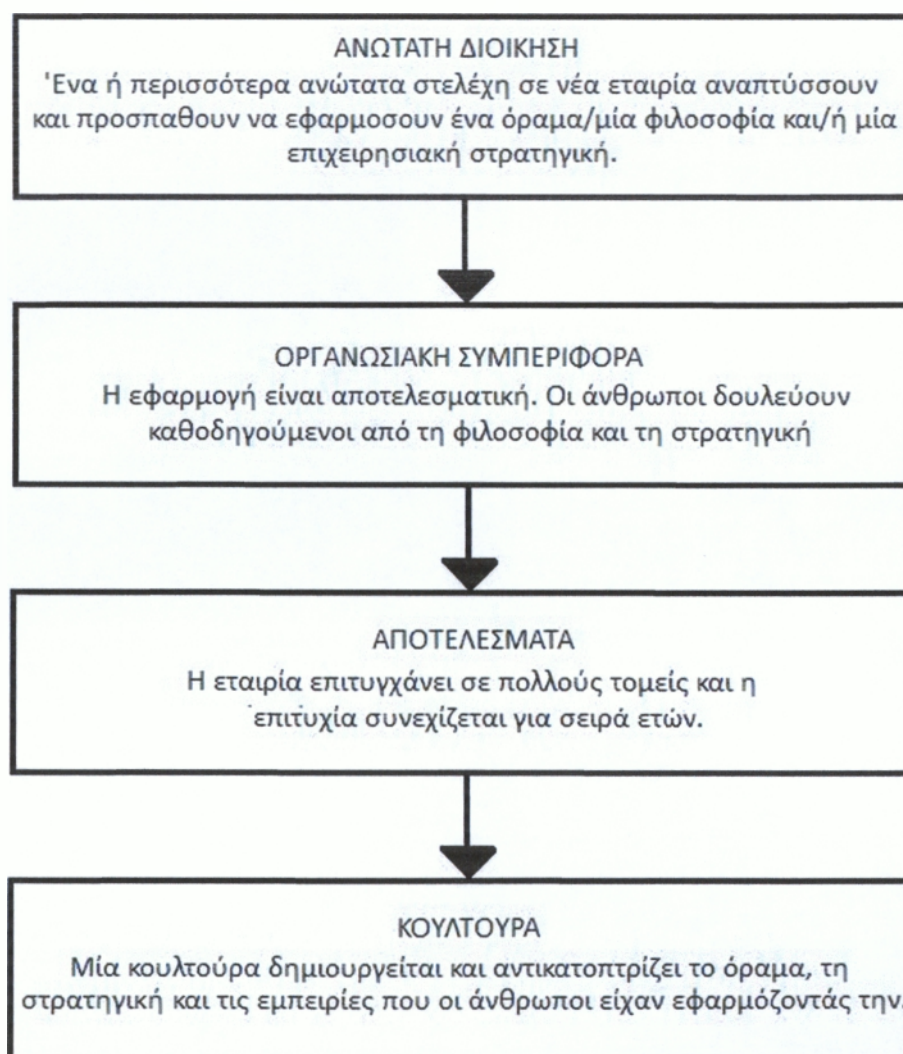 ΑΝΩΤΑΤΗ ΔΙΟΙΚΗΣΗ
'Ενα ή περισσότερα ανώτατα στελέχη σε νέα εταιρία αναπτύσσουν
και προσπαθουν να εφαρμοσουν ένα όραμα/μία φιλοσοφία και/ή μία
επιχειρησιακή στρατηγική.
ΟΡΓΑΝΩΣΙΑΚΗ ΣΥΜΠΕΡΙΦΟΡΑ
Η εφαρμογή είναι αποτελεσματική. Οι άνθρωποι δουλεύουν
καθοδηγούμενοι από τη φιλοσοφία και τη στρατηγική
ΑΠΟΤΕΛΕΣΜΑΤΑ
Η εταιρία επιτυγχάνει σε πολλούς τομείς και η
επιτυχία συνεχίζεται για σειρά ετών.
ΚΟΥΛΤΟΥΡΑ
Μία κουλτούρα δημιουργείται και αντικατοπτρίζει το όραμα, τη
στρατηγική και τις εμπειρίες που οι άνθρωποι είχαν εφαρμόζοντάς την.